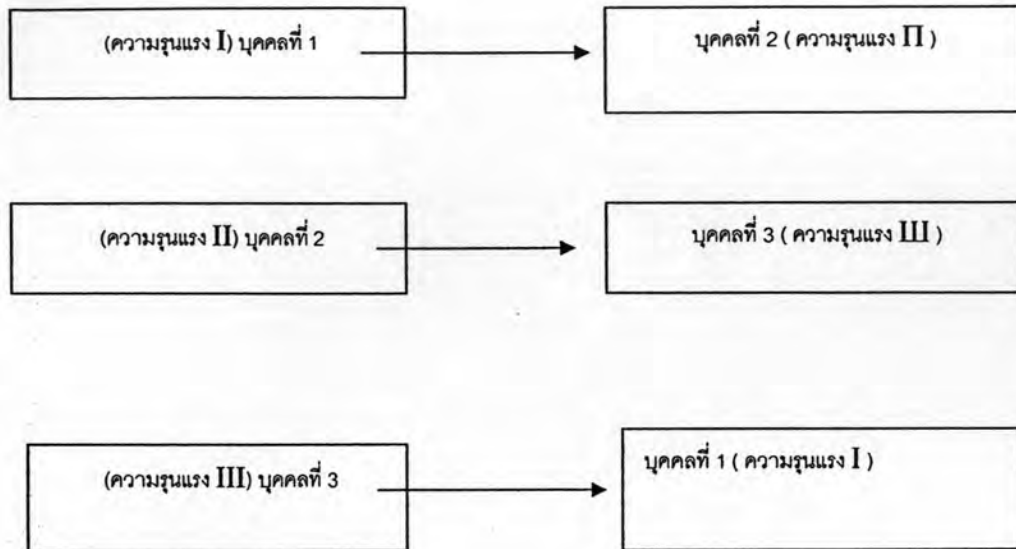 (ความรุนแรง I) บุคคลที่ 1
บุคคลที่ 2 ( ความรุนแรง Π )
(ความรุนแรง II) บุคคลที่ 2
บุคคลที่ 3 ( ความรุนแรง Ш )
(ความรุนแรง III) บุคคลที่ 3
บุคคลที่ 1 ( ความรุนแรง I )